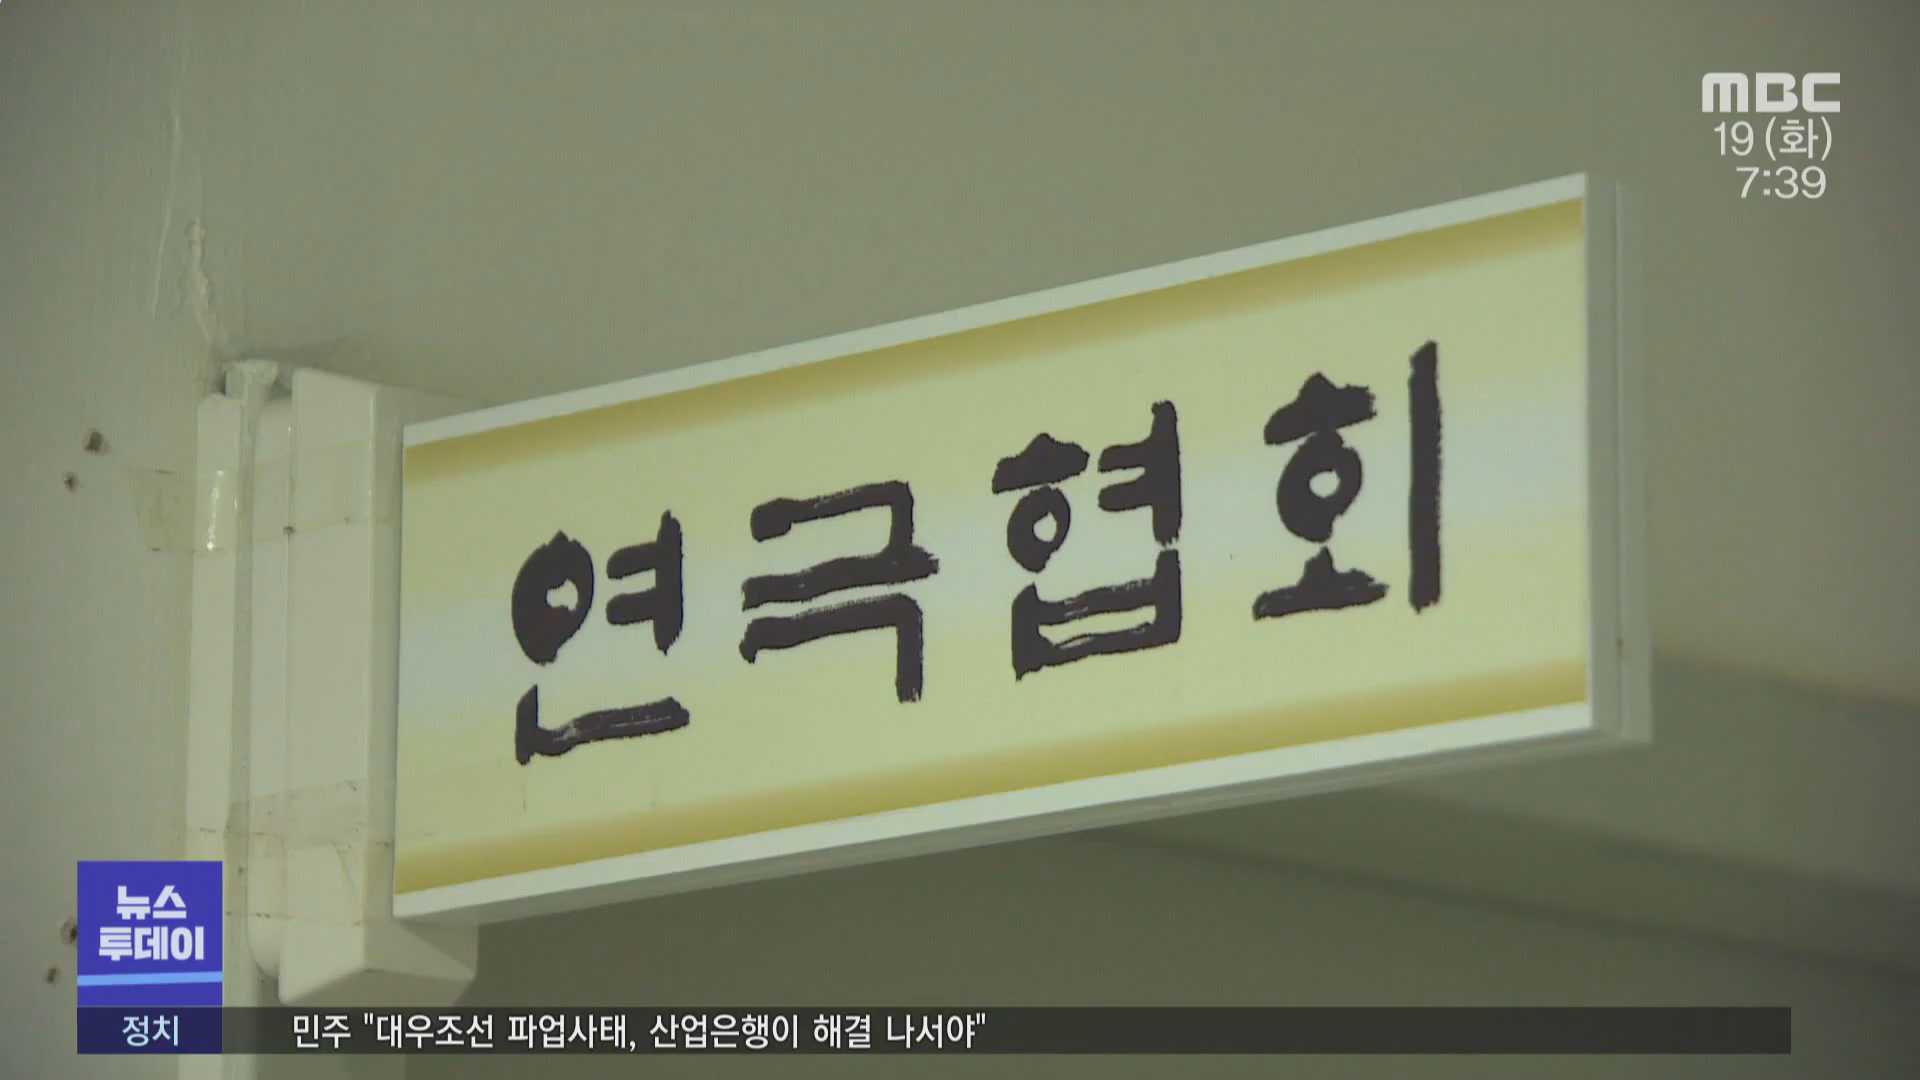 MBC
19 (화)
7:39
연극협회
뉴스
투데이
정치
민주 "대우조선 파업사태, 산업은행이 해결 나서야"